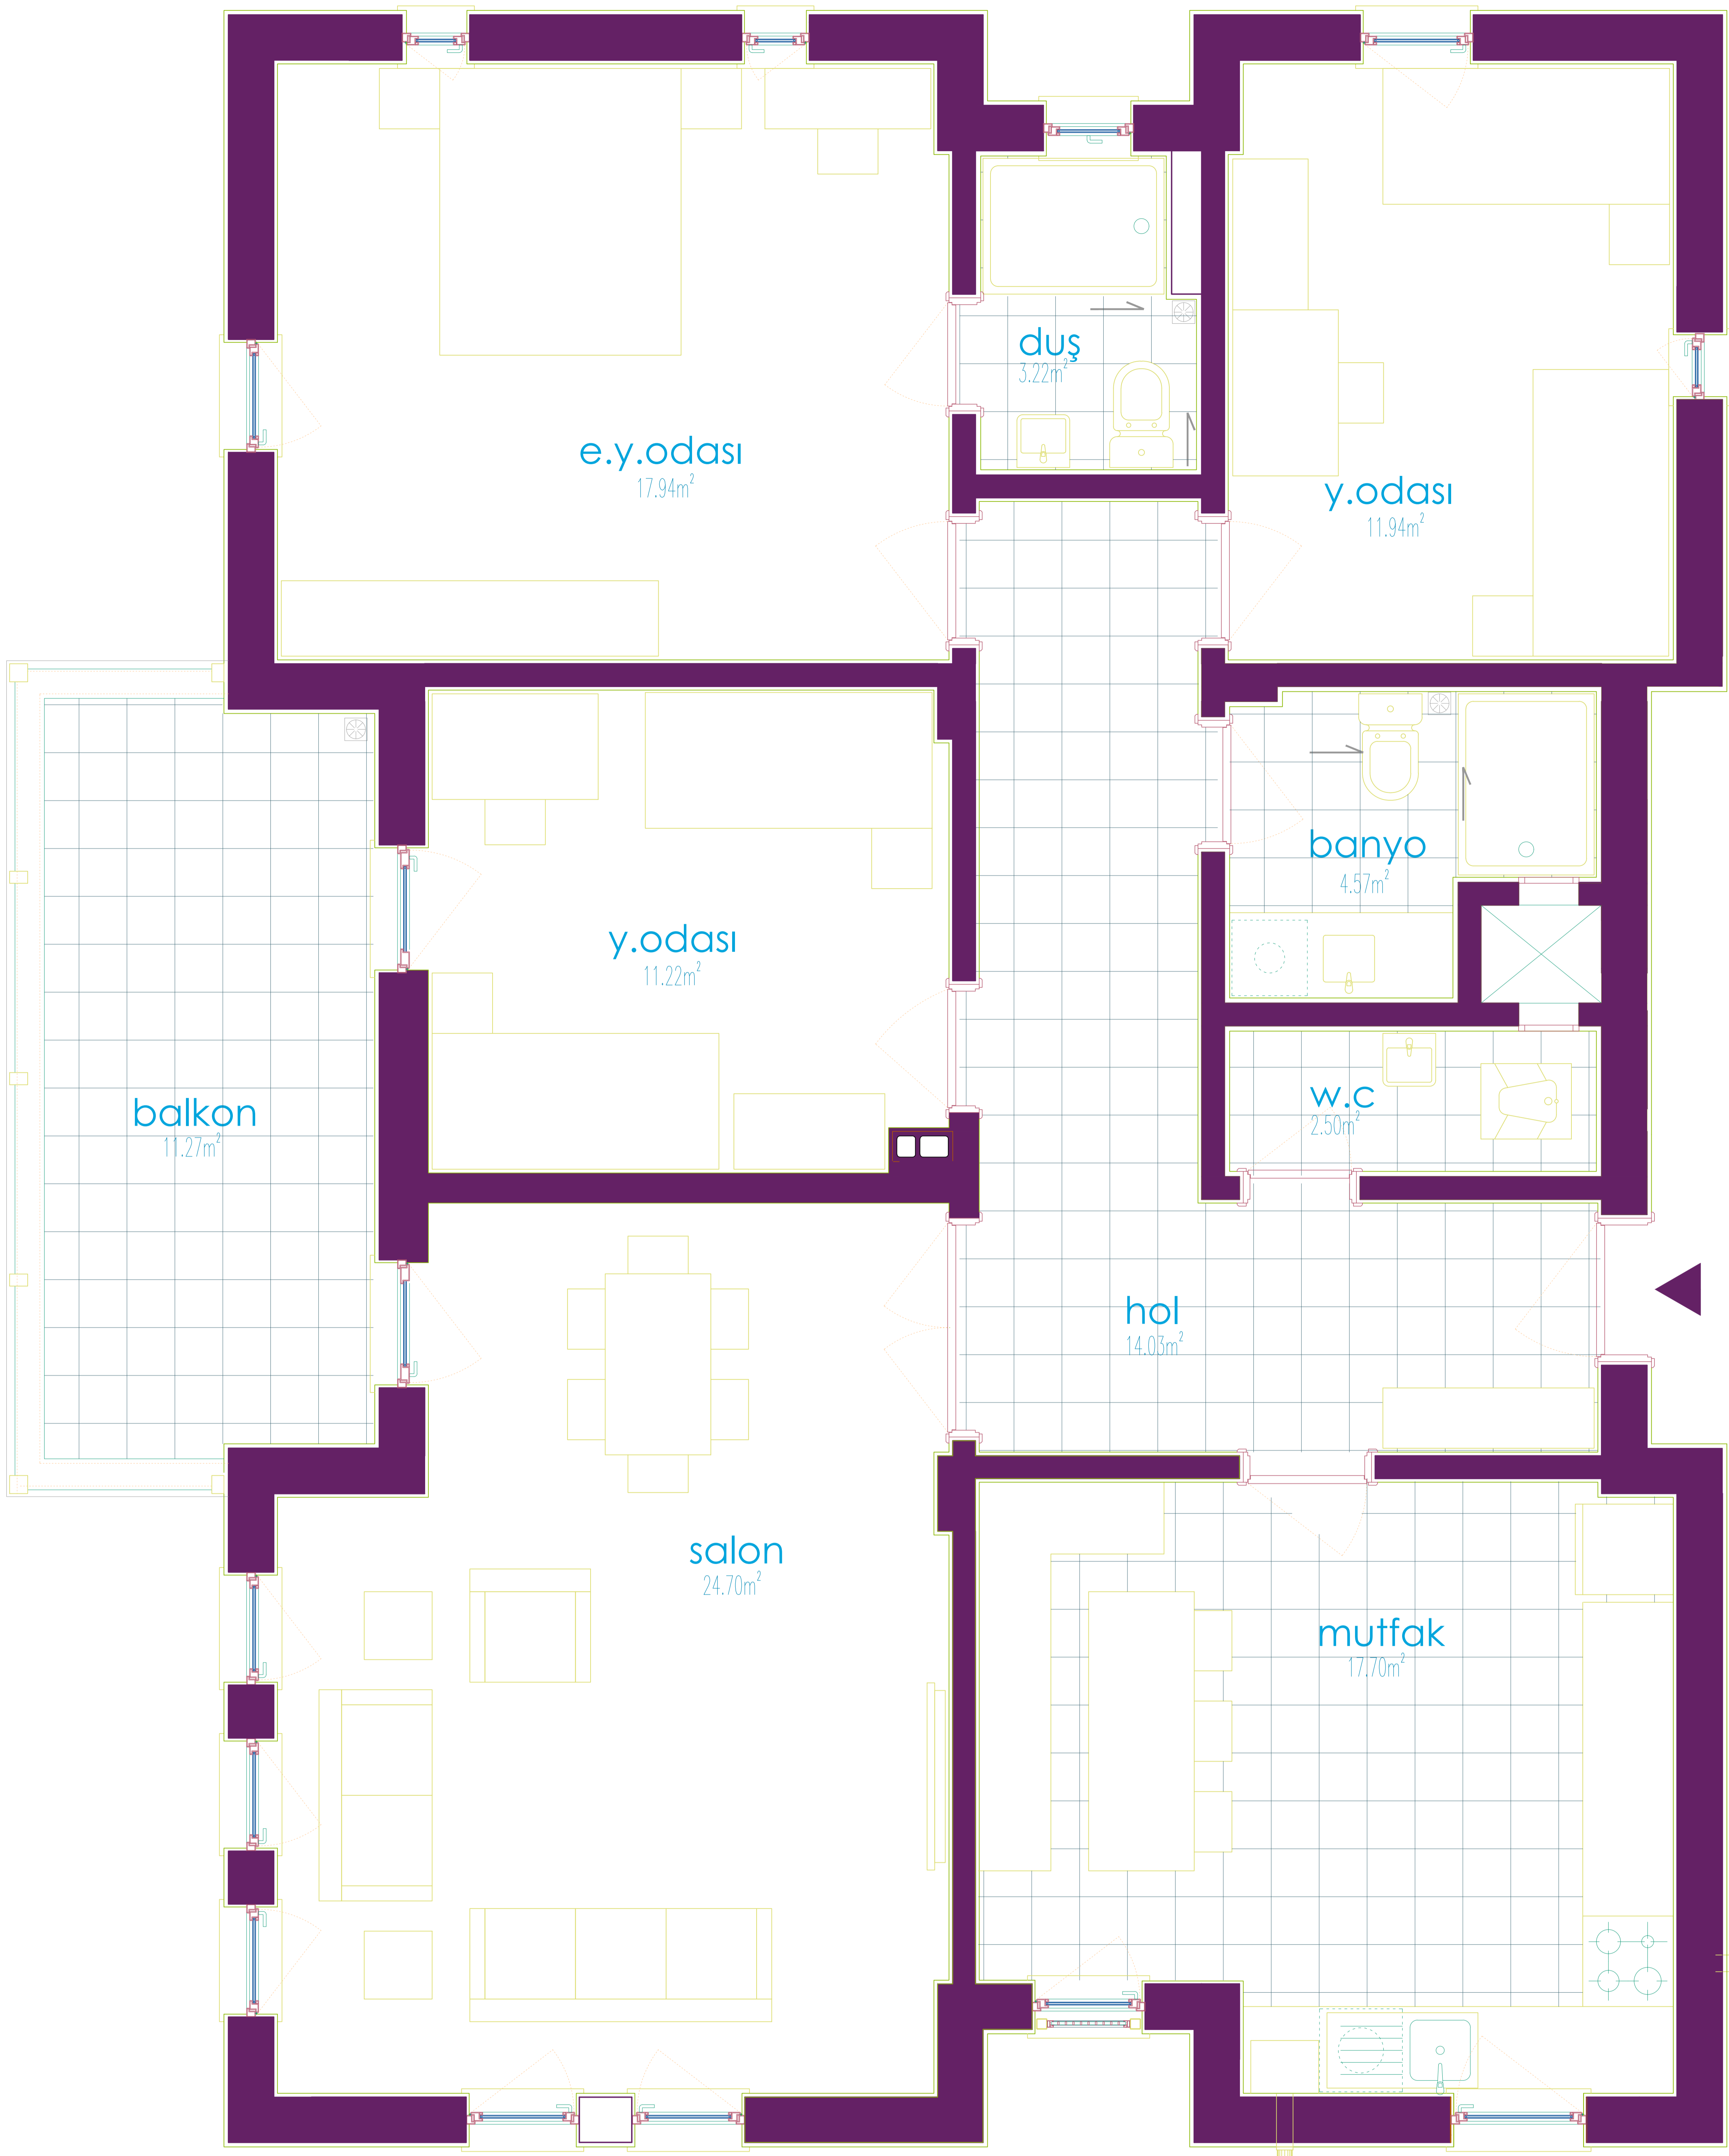 duş
3.22m²
e.y.odası
17.94m²
y.odası
11.94m²
banyo
4.57m²
y.odası
11.22m²
balkon
11.27m²
w.c
2.50m²
hol
14.03m²
salon
24.70m²
mutfak
17.70m²